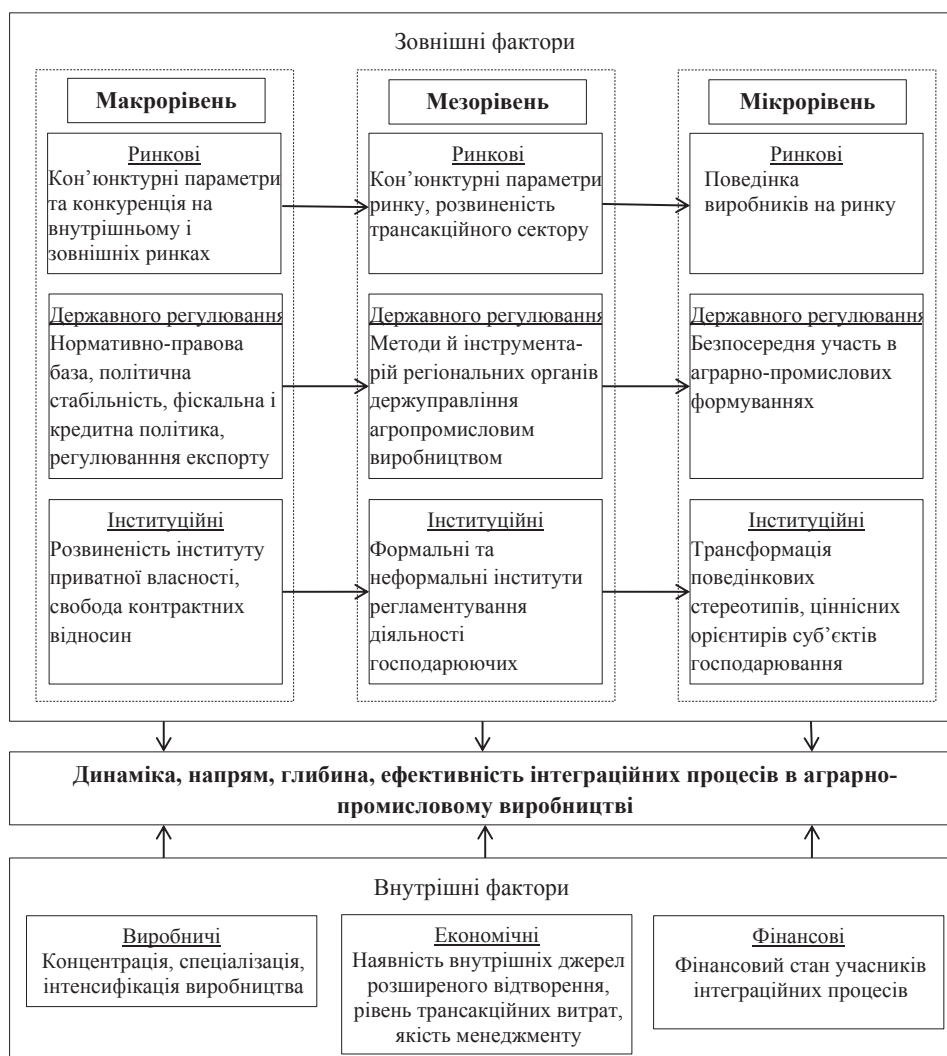 Зовнішні фактори
Макрорівень
Ринкові
Кон’юнктурні параметри
та конкуренція на
внутрішньому і
зовнішніх ринках
Державного регулювання
Нормативно-правова
база, політична
стабільність, фіскальна і
кредитна політика,
регулюванння експорту
Інституційні
Розвиненість інституту
приватної власності,
свобода контрактних
відносин
Мезорівень
Ринкові
Кон’юнктурні параметри
ринку, розвиненість
трансакційного сектору
Державного регулювання
Методи й інструмента-
рій регіональних органів
держуправління
агропромисловим
виробництвом
Інституційні
Формальні та
неформальні інститути
регламентування
діяльності
господарюючих
Мікрорівень
Ринкові
Поведінка
виробників на ринку
Державного регулювання
Безпосередня участь в
аграрно-промислових
формуваннях
Інституційні
Трансформація
поведінкових
стереотипів, ціннісних
орієнтирів суб’єктів
господарювання
Динаміка, напрям, глибина, ефективність інтеграційних процесів в аграрно-
промисловому виробництві
Внутрішні фактори
Виробничі
Концентрація, спеціалізація,
інтенсифікація виробництва
Економічні
Наявність внутрішніх джерел
розширеного відтворення,
рівень трансакційних витрат,
якість менеджменту
Фінансові
Фінансовий стан учасників
інтеграційних процесів